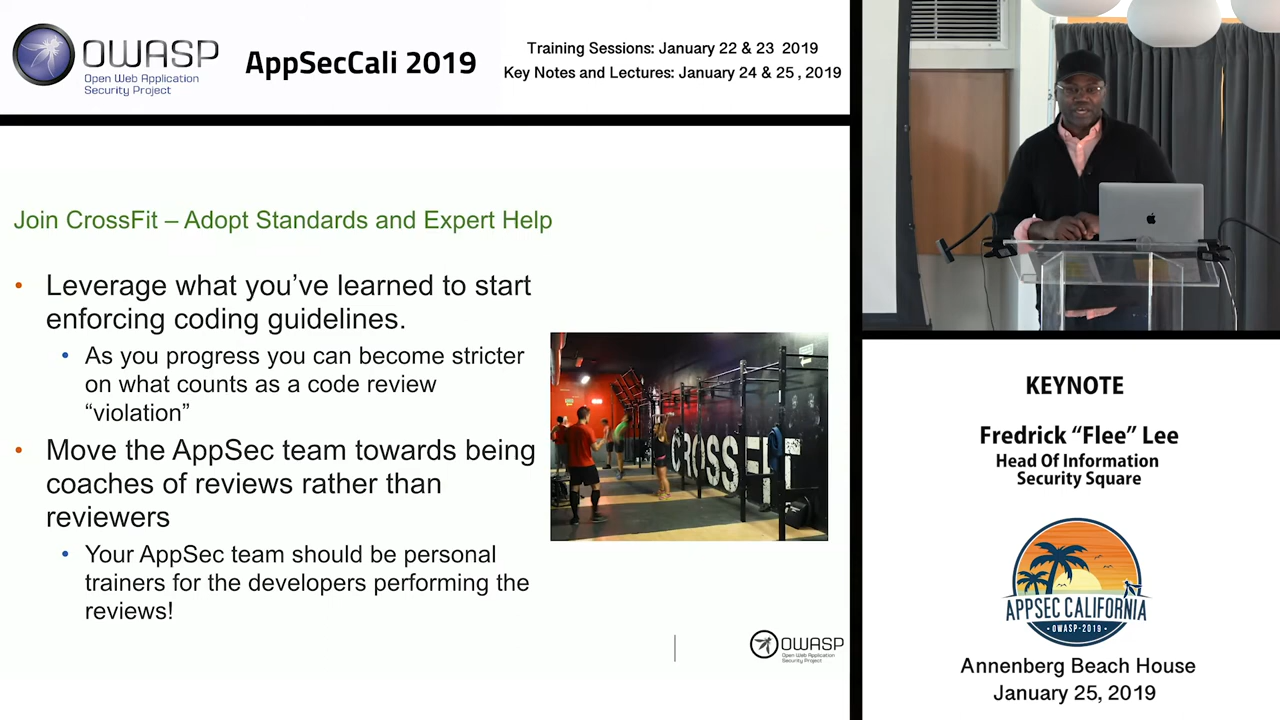 OWASP
Open Web Application
Security Project
AppSecCali 2019
Training Sessions: January 22 & 23 2019
Key Notes and Lectures: January 24 & 25 , 2019
Join CrossFit – Adopt Standards and Expert Help
• Leverage what you’ve learned to start
enforcing coding guidelines.
• As you progress you can become stricter
on what counts as a code review
“violation”
• Move the AppSec team towards being
coaches of reviews rather than
reviewers
• Your AppSec team should be personal
trainers for the developers performing the
reviews!
CROSSFIT
OWASP
Open Web Application
Security Project
KEYNOTE
Fredrick “Flee” Lee
Head Of Information
Security Square
APPSEC CALIFORNIA
• OWASP-2019 •
Annenberg Beach House
January 25, 2019